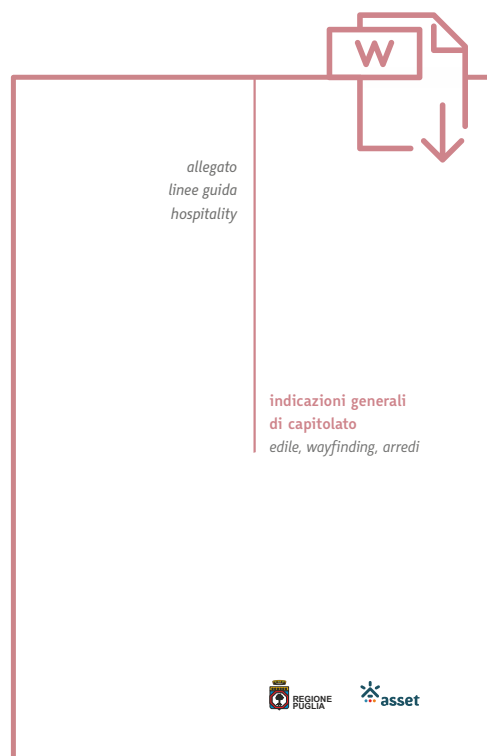 W
allegato
linee guida
hospitality
indicazioni generali
di capitolato
edile, wayfinding, arredi
REGIONE
PUGLIA
asset